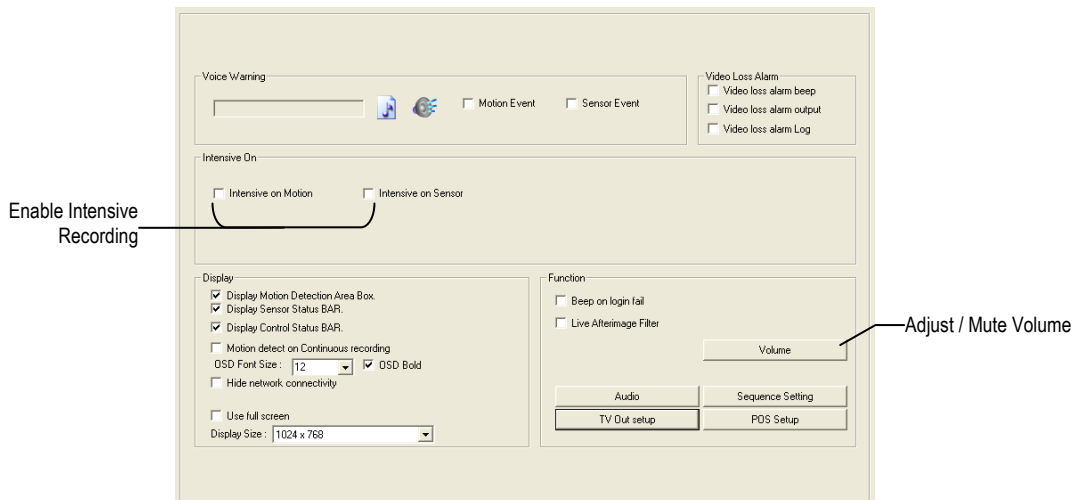 Voice Warning
Motion Event
Sensor Event
Video Loss Alarm
Video loss alarm beep
Video loss alarm output
Video loss alarm Log
Intensive On
Intensive on Motion
Intensive on Sensor
Enable Intensive
Recording
Display
Display Motion Detection Area Box.
Display Sensor Status BAR.
Display Control Status BAR.
Motion detect on Continuous recording
OSD Font Size : 12
OSD Bold
Hide network connectivity
Use full screen
Display Size : 1024 x 768
Function
Beep on login fail
Live Afterimage Filter
Volume
Audio
Sequence Setting
TV Out setup
POS Setup
Adjust / Mute Volume